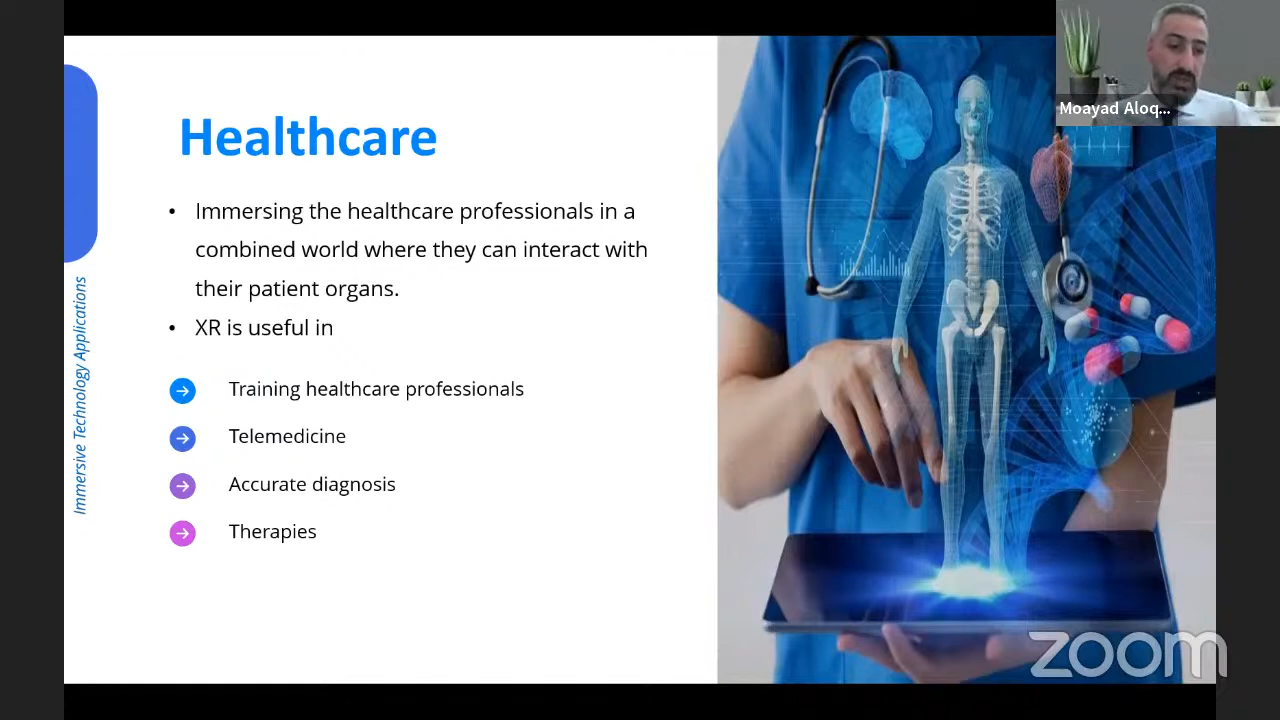 Healthcare
• Immersing the healthcare professionals in a
combined world where they can interact with
their patient organs.
• XR is useful in
Training healthcare professionals
Telemedicine
Accurate diagnosis
Therapies
Immersive Technology Applications
Moayad Aloq...
zoom